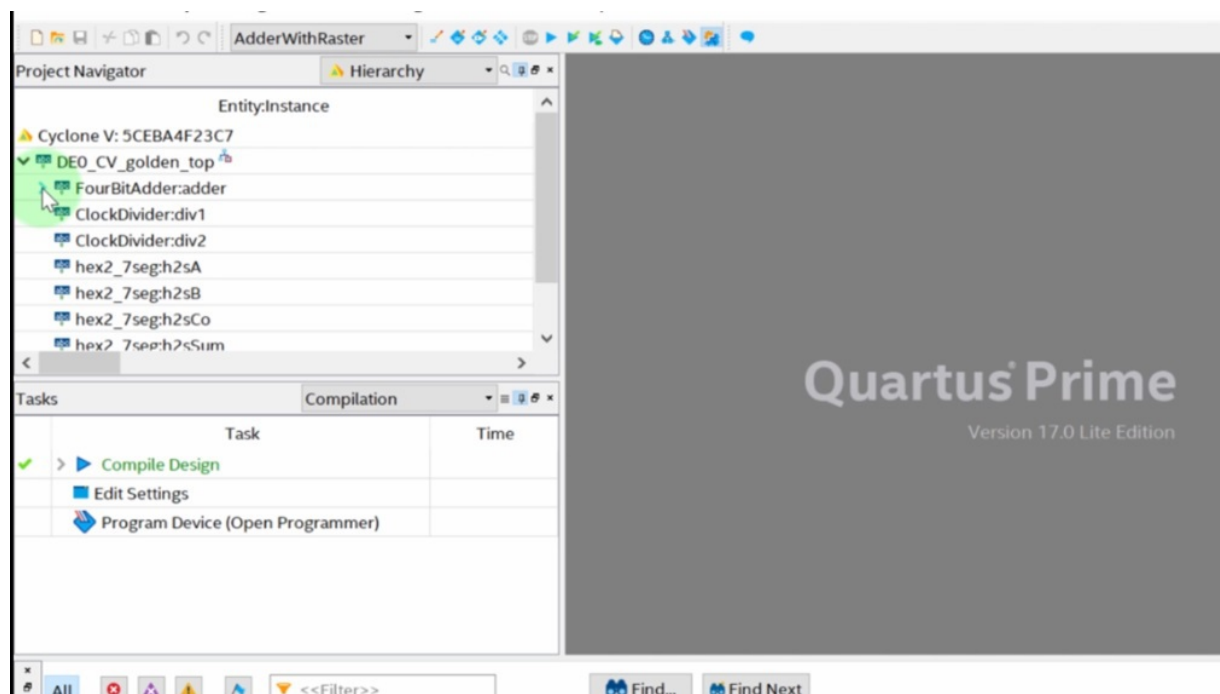 AdderWithRaster
Project Navigator
Hierarchy
Entity:Instance
Cyclone V: 5CEBA4F23C7
DE0_CV_golden_top
FourBitAdder:adder
ClockDivider:div1
ClockDivider:div2
hex2_7seg:h2sA
hex2_7seg:h2sB
hex2_7seg:h2sCo
hex2_7seg:h2sSum
Tasks
Compilation
Task
Time
Compile Design
Edit Settings
Program Device (Open Programmer)
Quartus Prime
Version 17.0 Lite Edition
All
<<Filter>>
Find...
Find Next